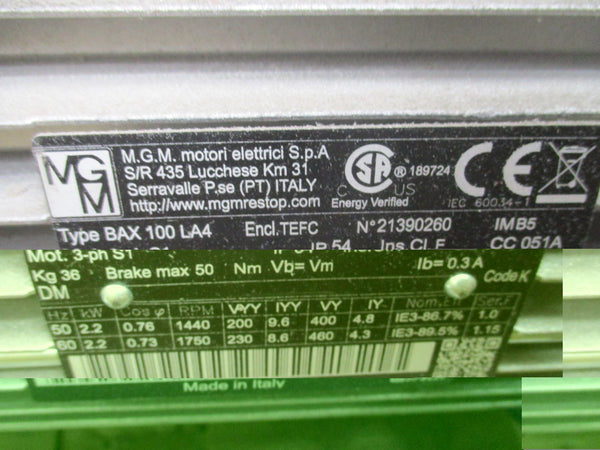 MGM
M.G.M. motori elettrici S.p.A
S/R 435 Lucchese Km 31
Serravalle P.se (PT) ITALY
http://www.mgmrestop.com
CSA ® 189724
C US
Energy Verified
CE
IEC 60034-1
Type BAX 100 LA4 Encl.TEFC N°21390260 IMB5
IP 54 Ins.Cl.F CC 051A
Mot. 3-ph S1
Kg 36 Brake max 50 Nm Vb=Vm Ib= 0.3 A Code K
DM
Hz kW Cos φ RPM VYY IYY VY IY Nom.Eff Ser.F
50 2.2 0.76 1440 200 9.6 400 4.8 IE3-86.7% 1.0
60 2.2 0.73 1750 230 8.6 460 4.3 IE3-89.5% 1.15
Made in Italy